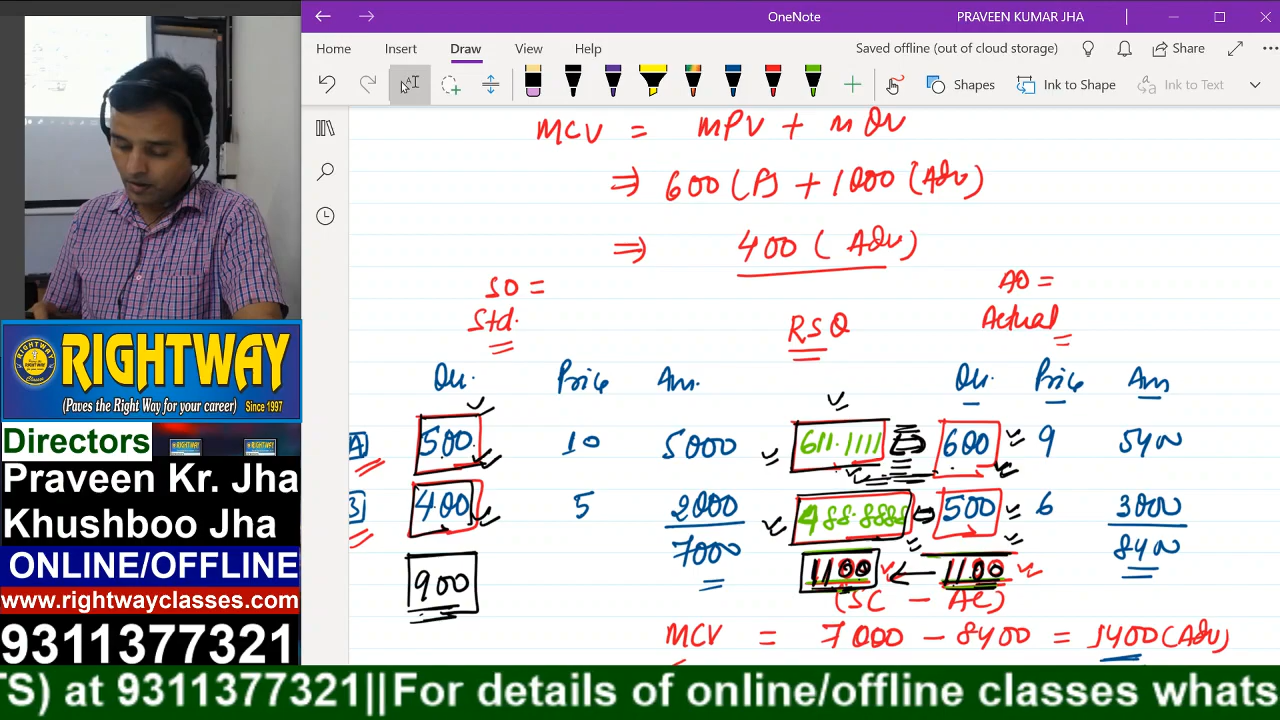 OneNote
PRAVEEN KUMAR JHA
Home Insert Draw View Help
Saved offline (out of cloud storage)
Share
Shapes
Ink to Shape
Ink to Text
MCV = MPV + MQV
⇒ 600 (F) + 1000 (Adv)
⇒ 400 (Adv)
SO =
AO =
Std.
Actual
RSQ
Qu. Price Am. Qu. Price Am
A 500 10 5000 611.1111 600 9 5400
B 400 5 2000 488.8888 500 6 3000
7000 8400
900 1100 ← 1100
(SC - AC)
MCV = 7000 - 8400 = 1400 (Adv)
RIGHTWAY
(Paves the Right Way for your career) Since 1997
Directors
Praveen Kr. Jha
Khushboo Jha
ONLINE/OFFLINE
www.rightwayclasses.com
9311377321
TS) at 9311377321||For details of online/offline classes whats